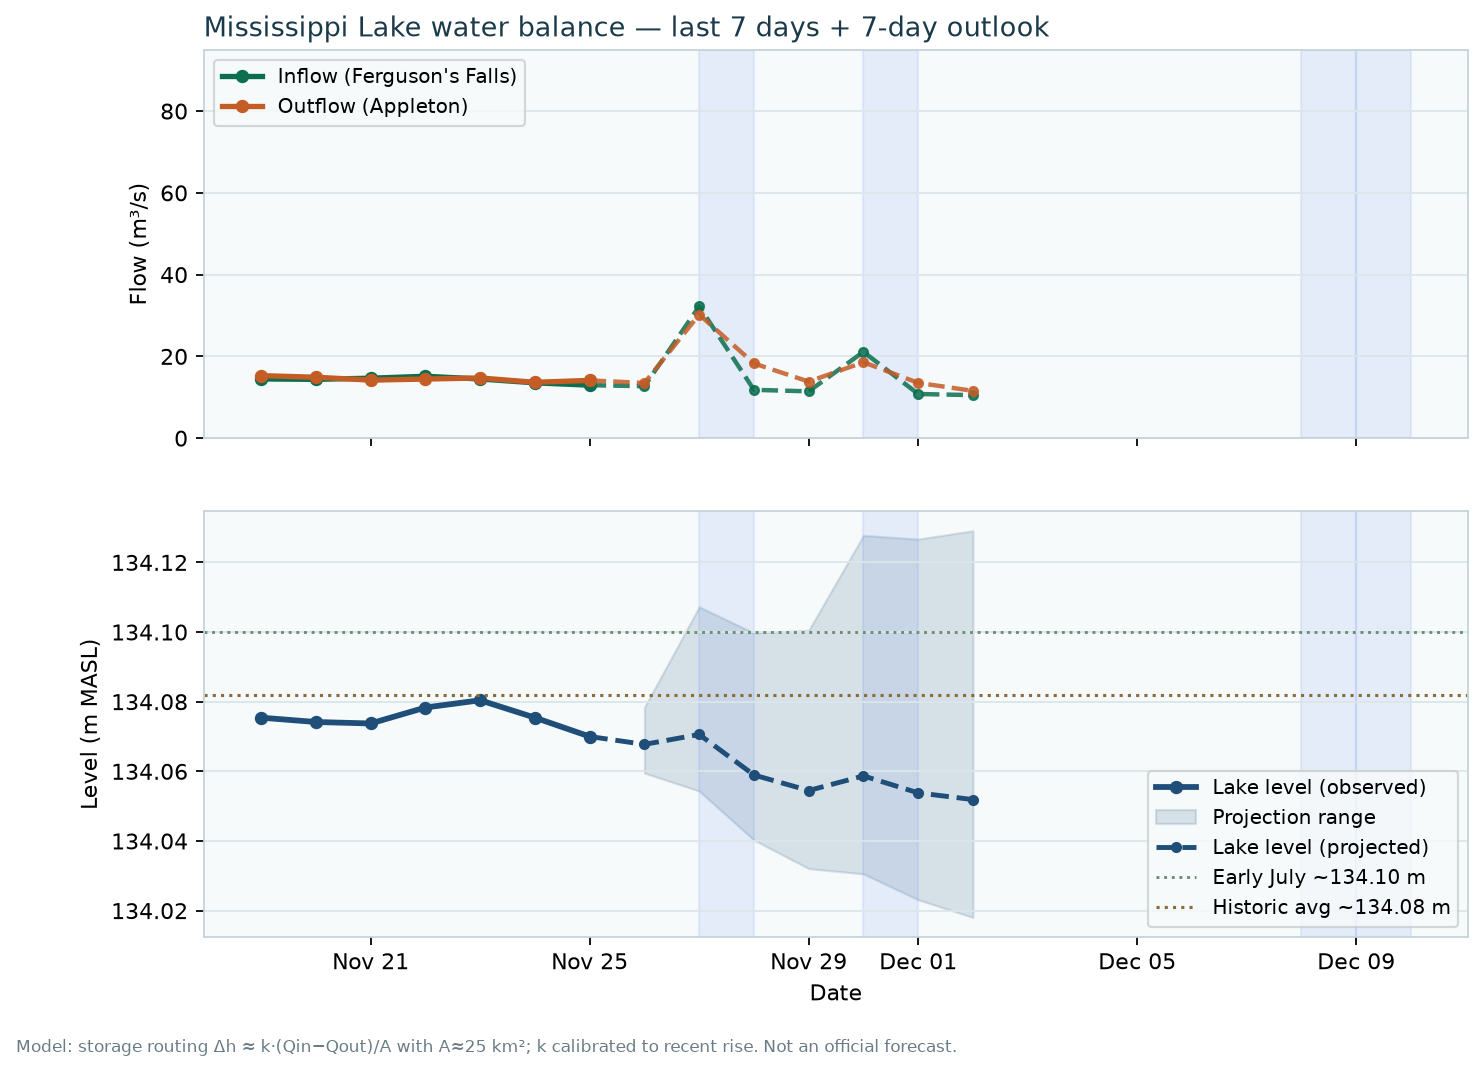 Mississippi Lake water balance — last 7 days + 7-day outlook
Inflow (Ferguson's Falls)
Outflow (Appleton)
Flow (m³/s)
80
60
40
20
0
Level (m MASL)
134.12
134.10
134.08
134.06
134.04
134.02
Lake level (observed)
Projection range
Lake level (projected)
Early July ~134.10 m
Historic avg ~134.08 m
Nov 21 Nov 25 Nov 29 Dec 01 Dec 05 Dec 09
Date
Model: storage routing Δh ≈ k·(Qin−Qout)/A with A≈25 km²; k calibrated to recent rise. Not an official forecast.